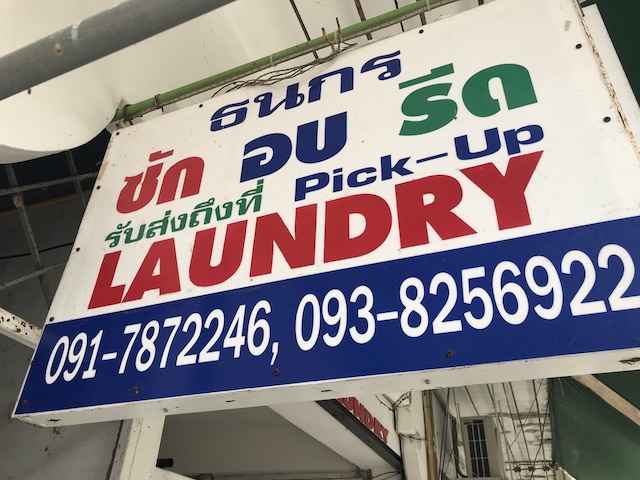 ธนกร
ซัก อบ รีด
รับส่งถึงที่ Pick-Up
LAUNDRY
091-7872246, 093-8256922
LAUNDRY